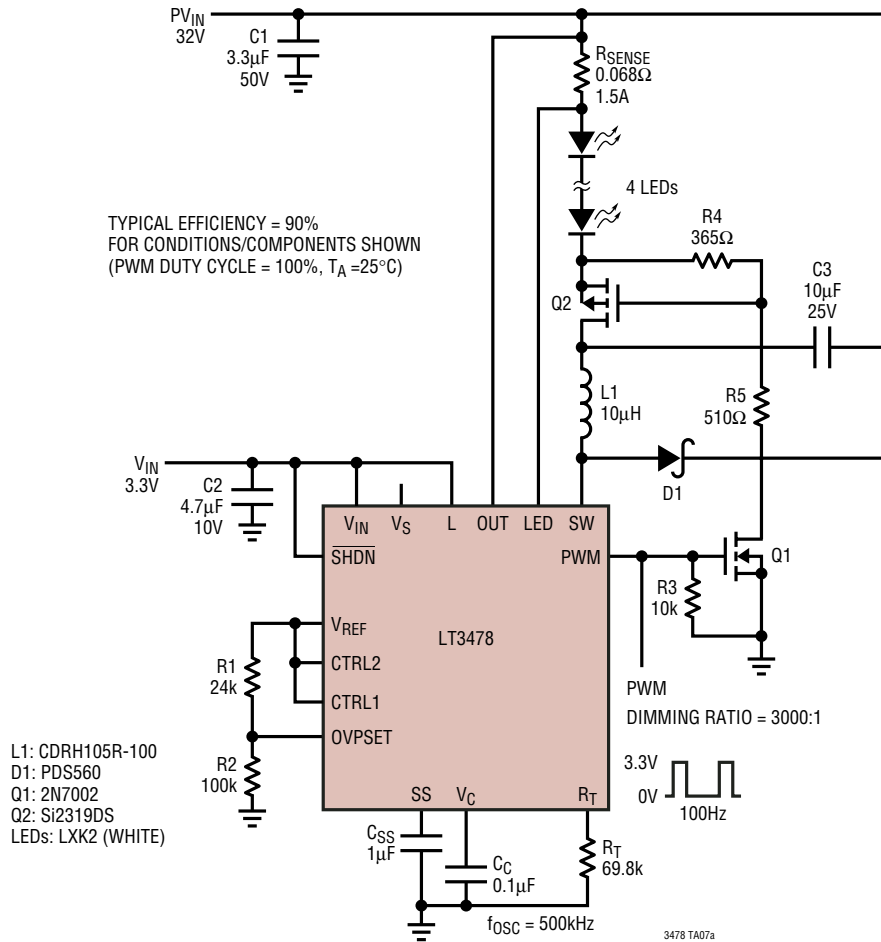 PVIN
32V
C1
3.3µF
50V
RSENSE
0.068Ω
1.5A
4 LEDs
TYPICAL EFFICIENCY = 90%
FOR CONDITIONS/COMPONENTS SHOWN
(PWM DUTY CYCLE = 100%, TA =25°C)
R4
365Ω
C3
10µF
25V
Q2
L1
10µH
R5
510Ω
D1
VIN
3.3V
C2
4.7µF
10V
VIN
VS
L
OUT
LED
SW
SHDN
PWM
Q1
R3
10k
VREF
LT3478
CTRL2
R1
24k
CTRL1
PWM
OVPSET
DIMMING RATIO = 3000:1
R2
100k
3.3V
0V
100Hz
L1: CDRH105R-100
D1: PDS560
Q1: 2N7002
Q2: Si2319DS
LEDs: LXK2 (WHITE)
SS
VC
RT
CSS
1µF
CC
0.1µF
RT
69.8k
fOSC = 500kHz
3478 TA07a